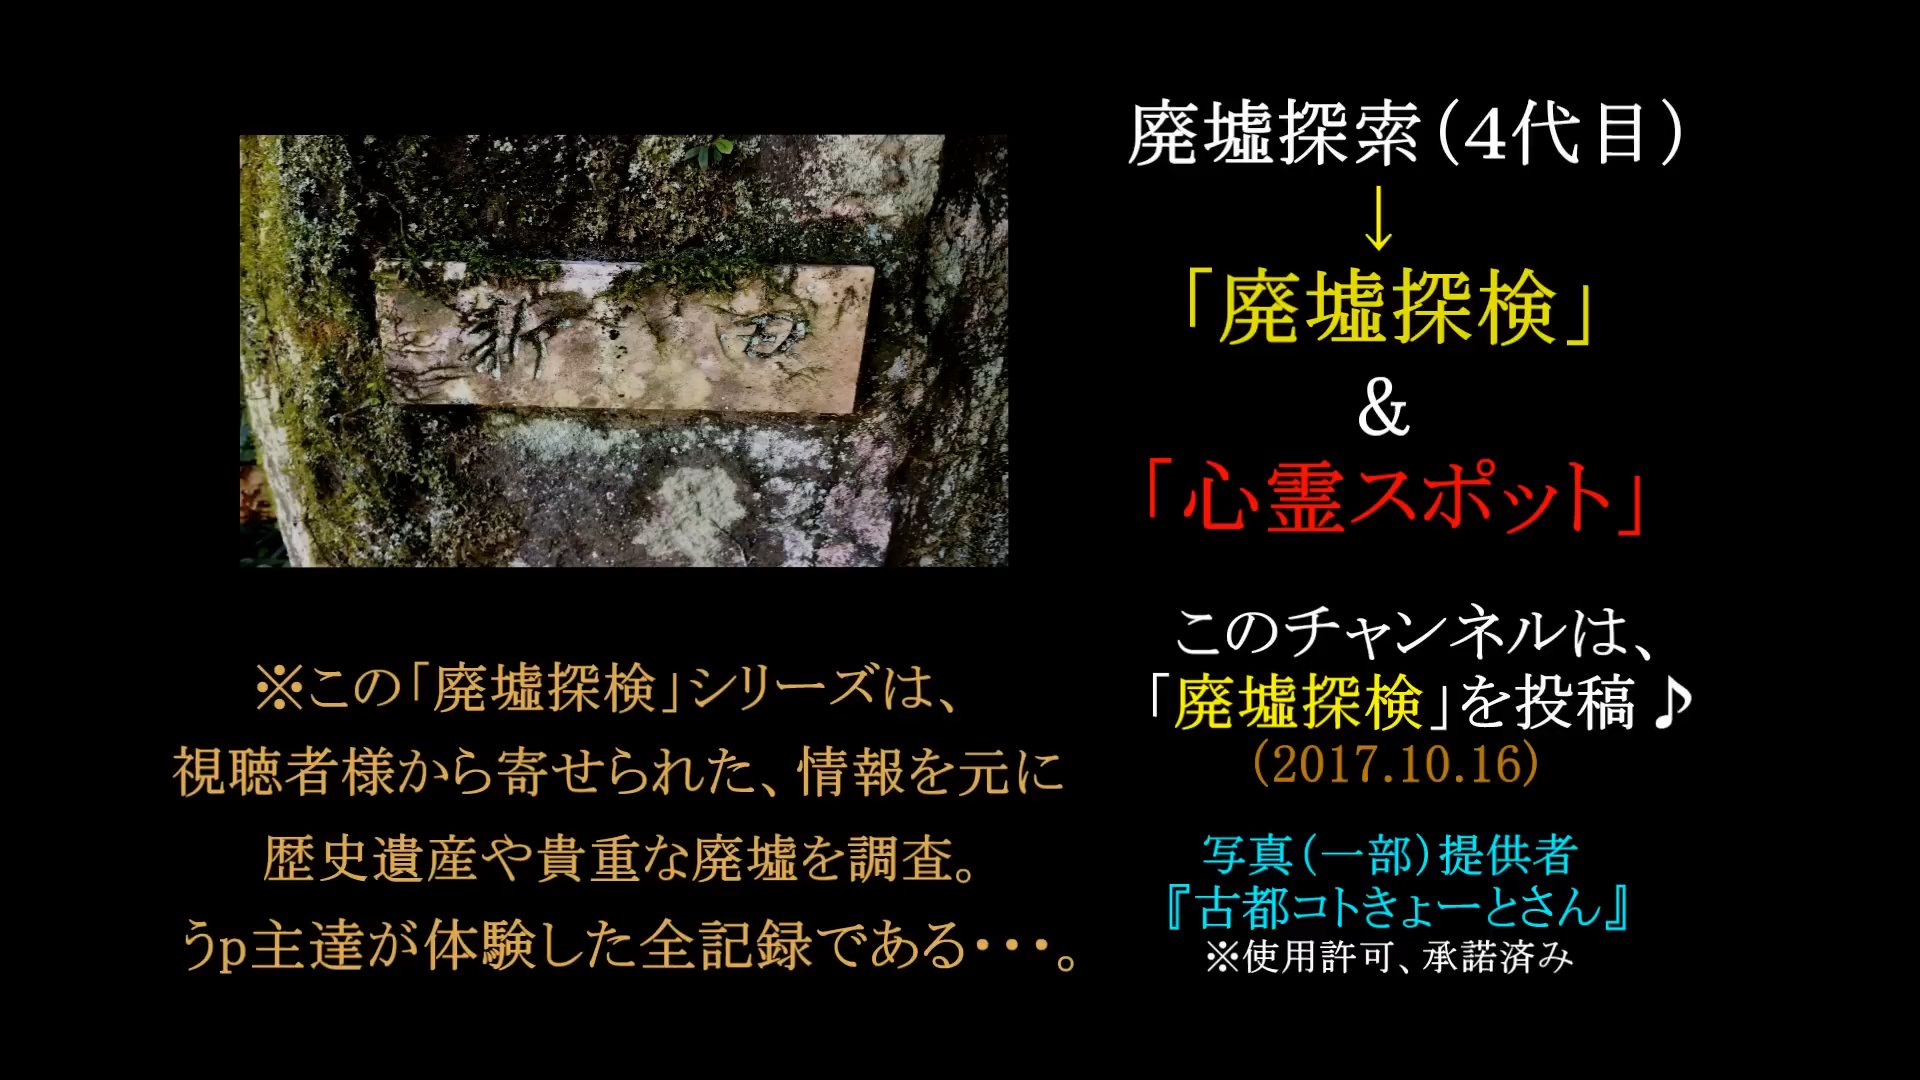 廃墟探索（4代目）
↓
「廃墟探検」
&
「心霊スポット」
このチャンネルは、
「廃墟探検」を投稿♪
（2017.10.16）
写真（一部）提供者
『古都コトきょーとさん』
※使用許可、承諾済み
※この「廃墟探検」シリーズは、
視聴者様から寄せられた、情報を元に
歴史遺産や貴重な廃墟を調査。
うp主達が体験した全記録である・・・。